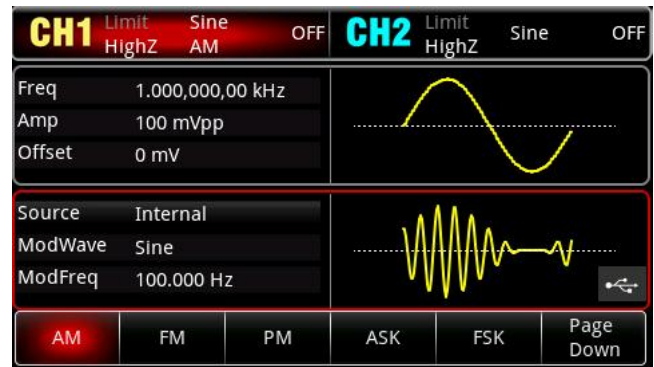 CH1 Limit Sine OFF CH2 Limit Sine OFF
HighZ AM HighZ
Freq 1.000,000,00 kHz
Amp 100 mVpp
Offset 0 mV
Source Internal
ModWave Sine
ModFreq 100.000 Hz
AM FM PM ASK FSK Page
Down